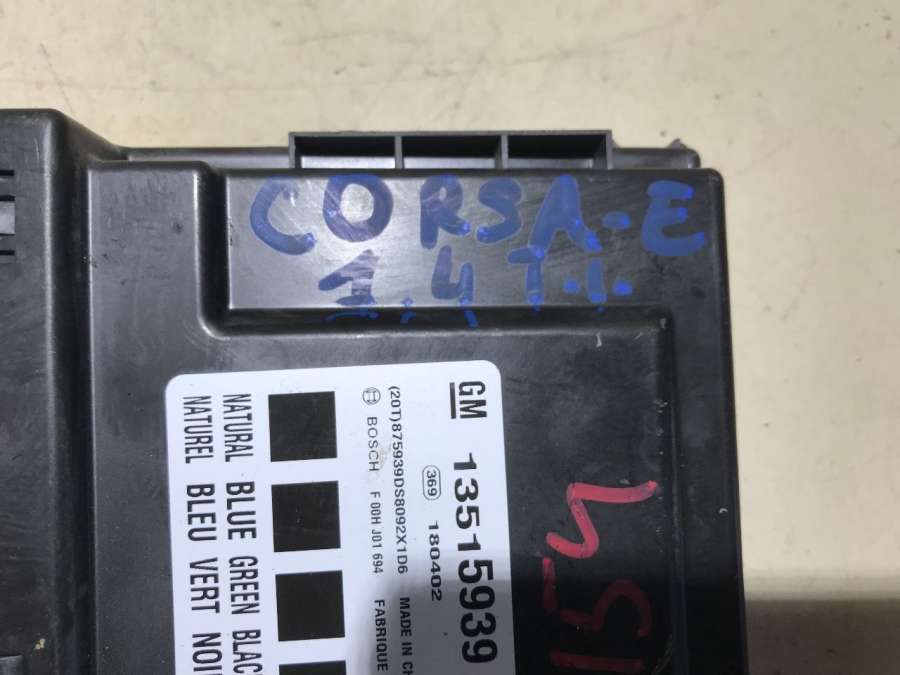 CORSA-E
1,4 T.I.
GM 13515939
369 180402
(20T)875939DS8092X1D6 MADE IN CH
BOSCH F 00H J01 694 FABRIQUE
NATURAL BLUE GREEN BLAC
NATUREL BLEU VERT NOI